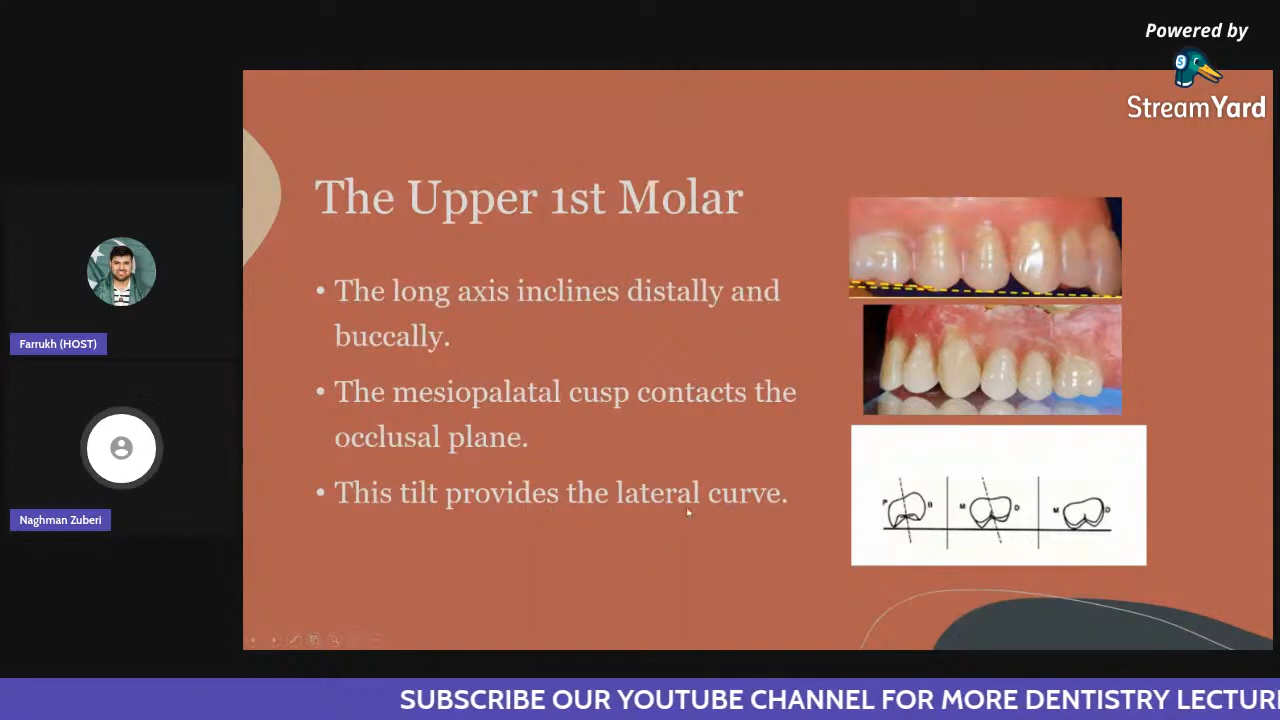 Powered by
StreamYard
The Upper 1st Molar
• The long axis inclines distally and
buccally.
• The mesiopalatal cusp contacts the
occlusal plane.
• This tilt provides the lateral curve.
P B M D M D
Farrukh (HOST)
Naghman Zuberi
SUBSCRIBE OUR YOUTUBE CHANNEL FOR MORE DENTISTRY LECTUR